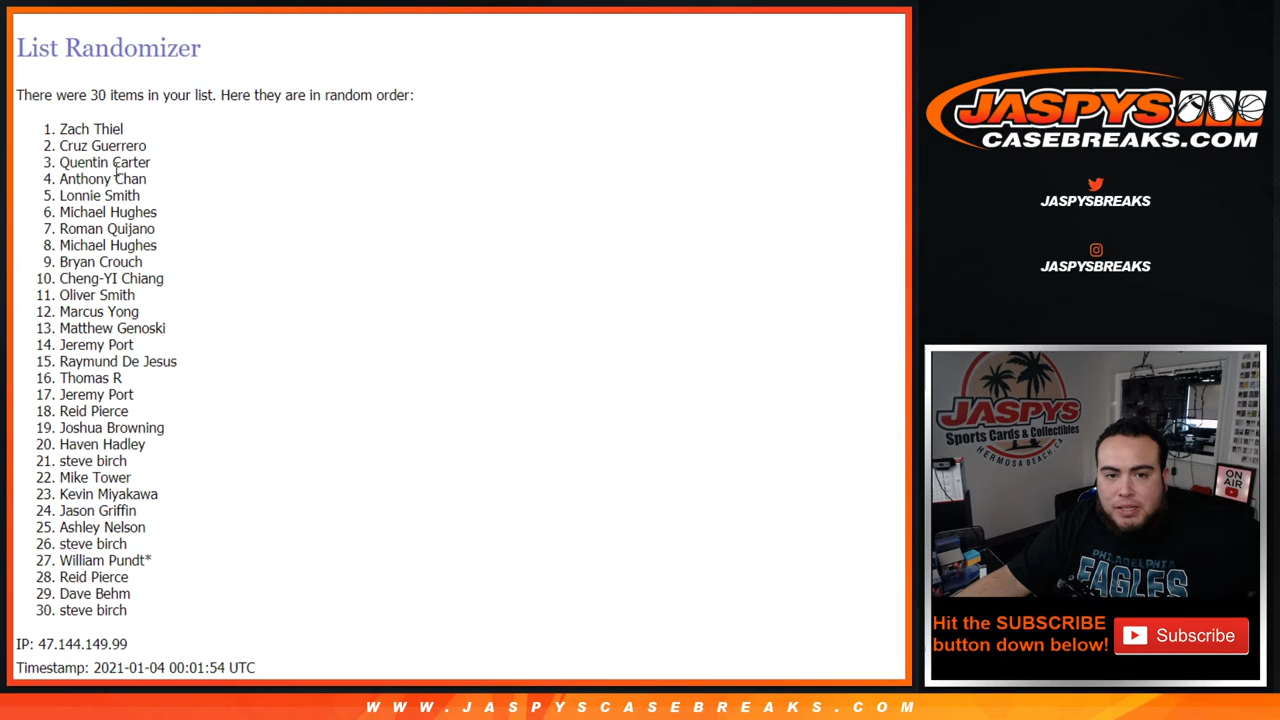 List Randomizer
There were 30 items in your list. Here they are in random order:
1. Zach Thiel
2. Cruz Guerrero
3. Quentin Carter
4. Anthony Chan
5. Lonnie Smith
6. Michael Hughes
7. Roman Quijano
8. Michael Hughes
9. Bryan Crouch
10. Cheng-YI Chiang
11. Oliver Smith
12. Marcus Yong
13. Matthew Genoski
14. Jeremy Port
15. Raymund De Jesus
16. Thomas R
17. Jeremy Port
18. Reid Pierce
19. Joshua Browning
20. Haven Hadley
21. steve birch
22. Mike Tower
23. Kevin Miyakawa
24. Jason Griffin
25. Ashley Nelson
26. steve birch
27. William Pundt*
28. Reid Pierce
29. Dave Behm
30. steve birch
IP: 47.144.149.99
Timestamp: 2021-01-04 00:01:54 UTC
JASPYS
CASEBREAKS.COM
JASPYSBREAKS
JASPYSBREAKS
JASPYS
Sports Cards & Collectibles
HERMOSA BEACH, CA
ON
AIR
PHILADELPHIA
EAGLES
Hit the SUBSCRIBE
button down below!
Subscribe
WWW.JASPYSCASEBREAKS.COM